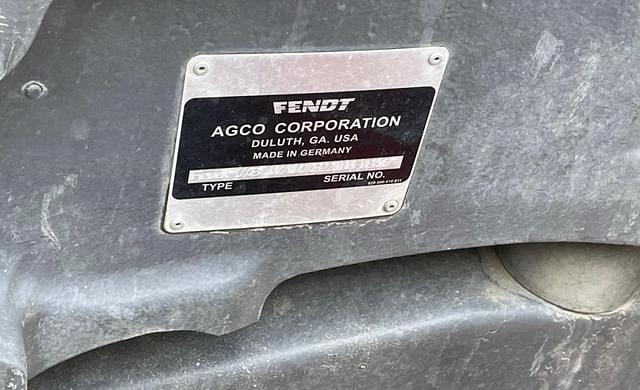 FENDT
AGCO CORPORATION
DULUTH, GA. USA
MADE IN GERMANY
TYPE SERIAL NO.